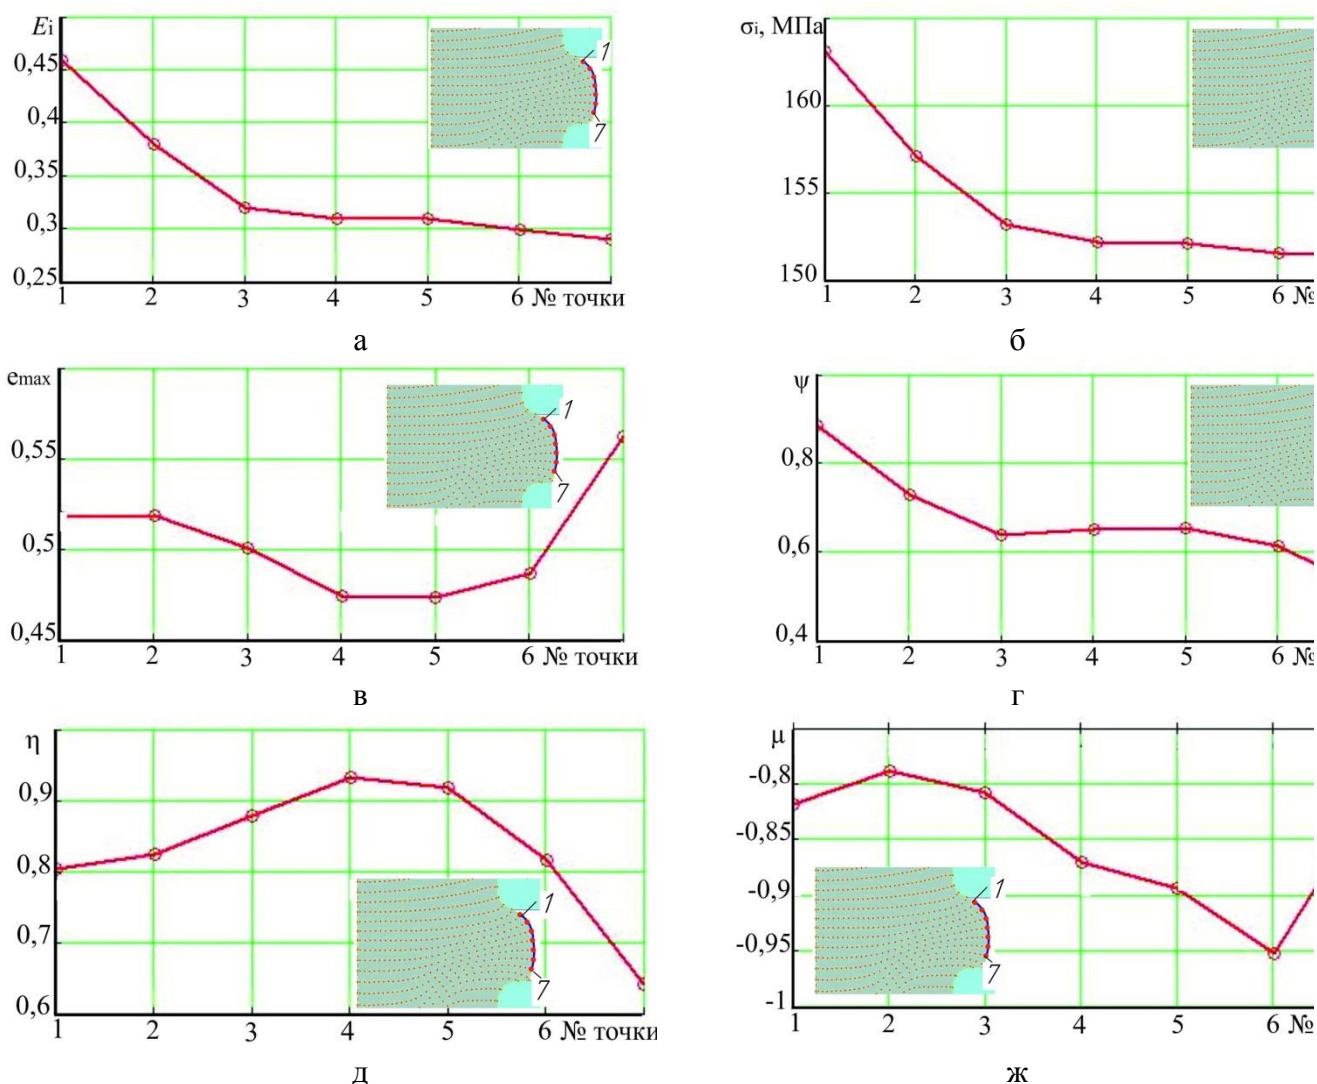 Ei
0,45
0,4
0,35
0,3
0,25
1 2 3 4 5 6 № точки
1
7
а
σi, МПа
160
155
150
1 2 3 4 5 6 №
б
emax
0,55
0,5
0,45
1 2 3 4 5 6 № точки
1
7
в
ψ
0,8
0,6
0,4
1 2 3 4 5 6 №
г
η
0,9
0,8
0,7
0,6
1 2 3 4 5 6 № точки
1
7
д
μ
-0,8
-0,85
-0,9
-0,95
-1
1 2 3 4 5 6 №
1
7
ж